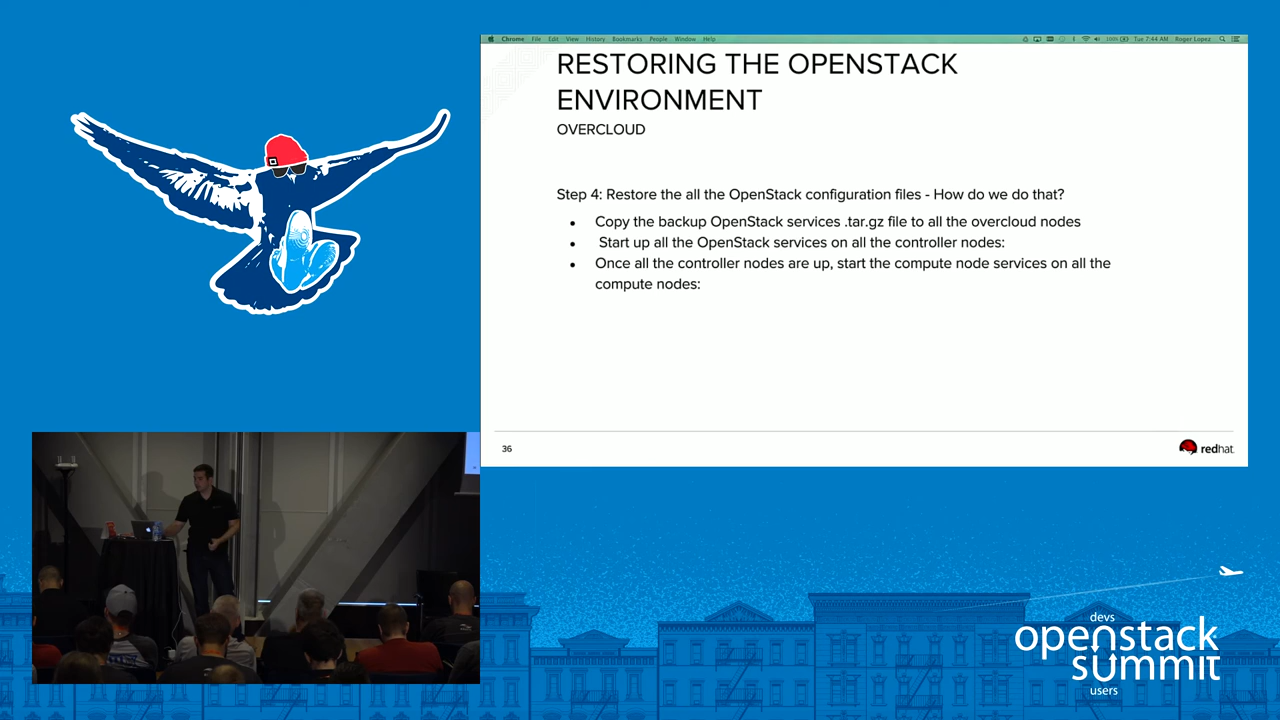 Chrome File Edit View History Bookmarks People Window Help
100% Tue 7:44 AM Roger Lopez
RESTORING THE OPENSTACK
ENVIRONMENT
OVERCLOUD
Step 4: Restore the all the OpenStack configuration files - How do we do that?
• Copy the backup OpenStack services .tar.gz file to all the overcloud nodes
• Start up all the OpenStack services on all the controller nodes:
• Once all the controller nodes are up, start the compute node services on all the
compute nodes:
36
redhat.
devs
openstack
summit
users